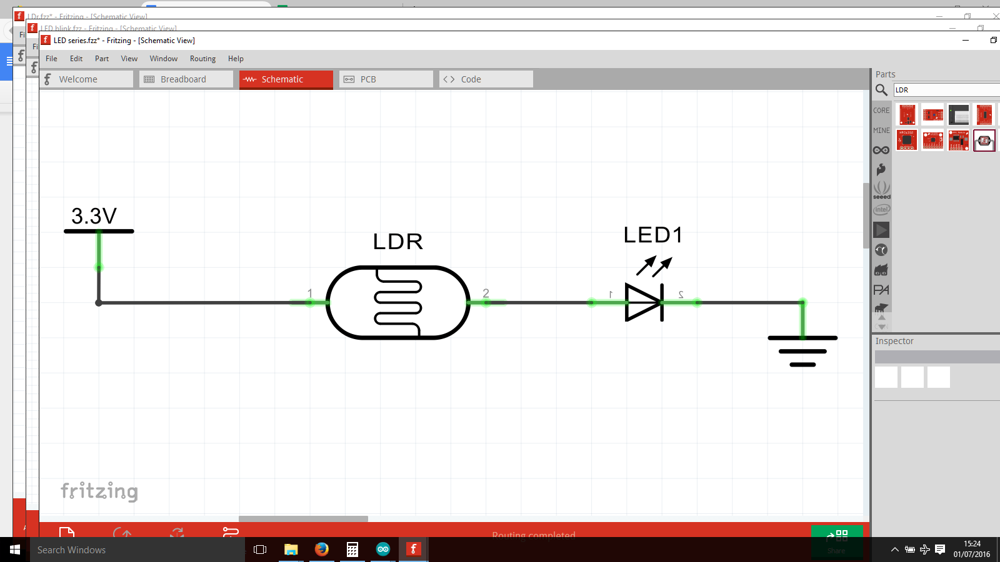 LDr.fzz* - Fritzing - [Schematic View]
LED blink.fzz - Fritzing - [Schematic View]
LED series.fzz* - Fritzing - [Schematic View]
Fi
Fi
File Edit Part View Window Routing Help
Welcome Breadboard Schematic PCB Code
Parts
LDR
CORE
MINE
seeed
intel
PA
3.3V
LDR
LED1
1 2 1 2
Inspector
fritzing
Routing completed
Share
Search Windows
15:24
01/07/2016